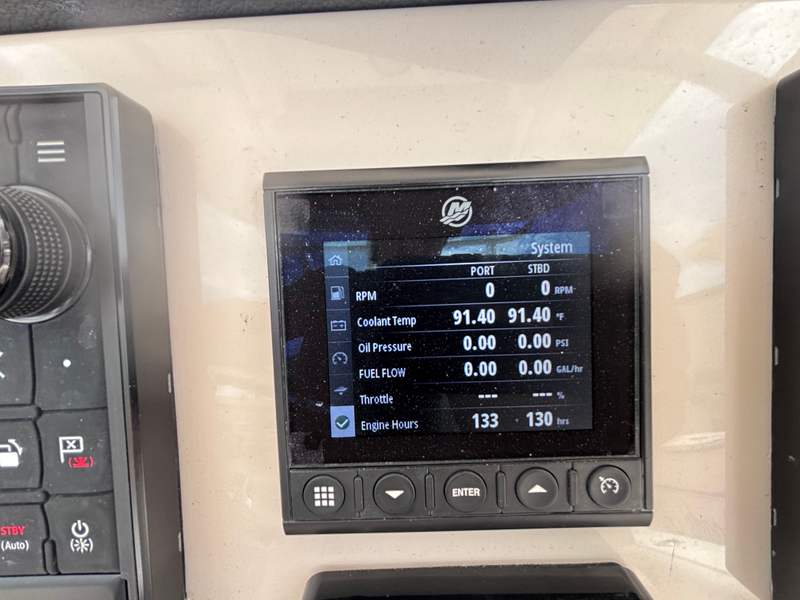 System
PORT STBD
RPM 0 0 RPM
Coolant Temp 91.40 91.40 °F
Oil Pressure 0.00 0.00 PSI
FUEL FLOW 0.00 0.00 GAL/hr
Throttle --- --- %
Engine Hours 133 130 hrs
ENTER
STBY
(Auto)